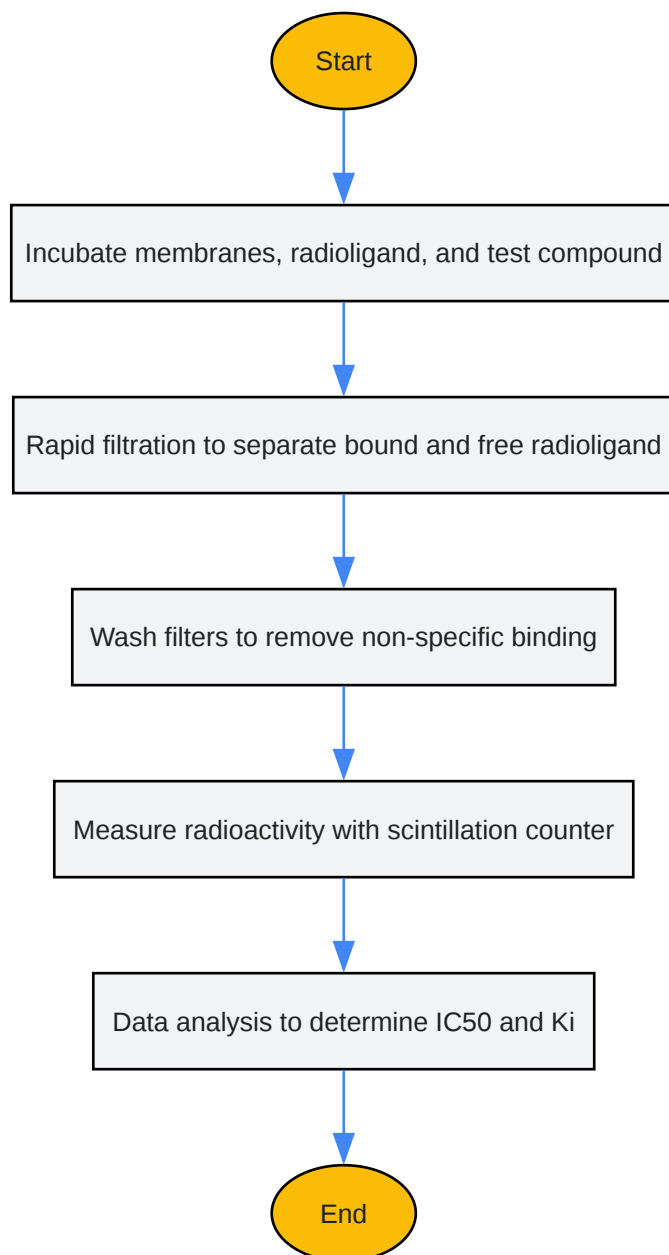 Start
Incubate membranes, radioligand, and test compound
Rapid filtration to separate bound and free radioligand
Wash filters to remove non-specific binding
Measure radioactivity with scintillation counter
Data analysis to determine IC50 and Ki
End